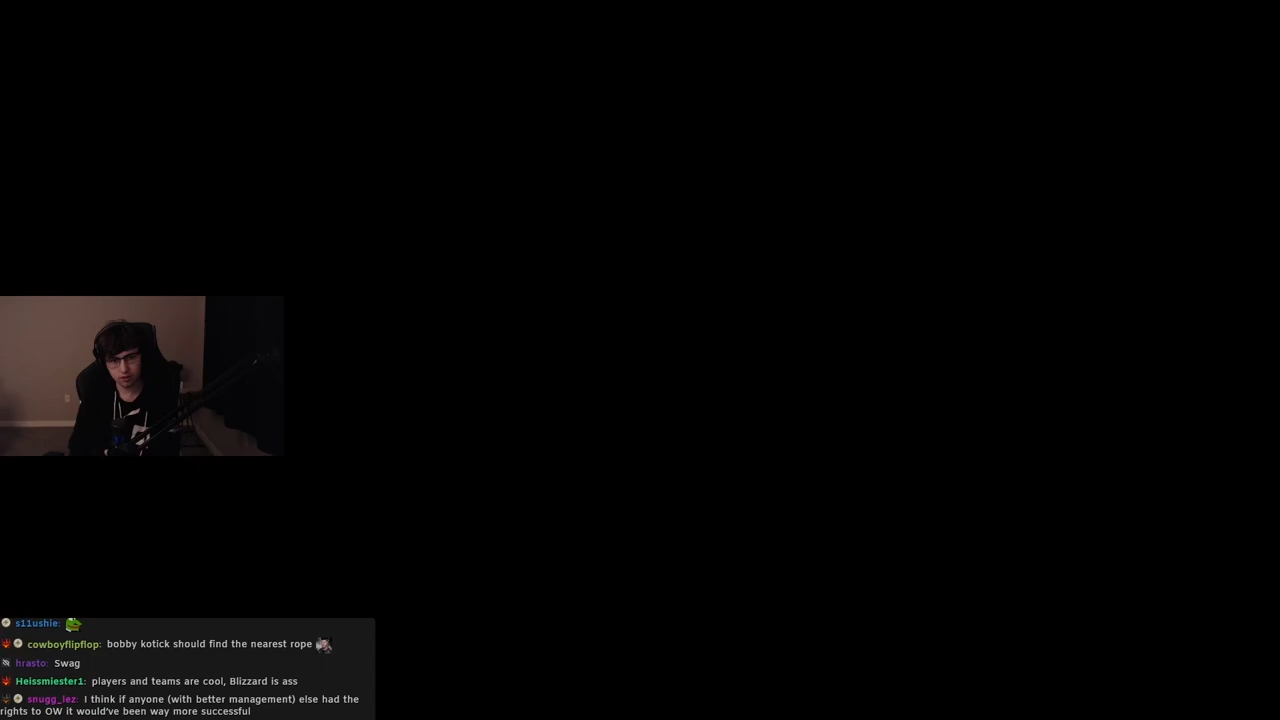 s11ushie:
cowboyflipflop: bobby kotick should find the nearest rope
hrasto: Swag
Heissmiester1: players and teams are cool, Blizzard is ass
snugg_lez: I think if anyone (with better management) else had the
rights to OW it would've been way more successful